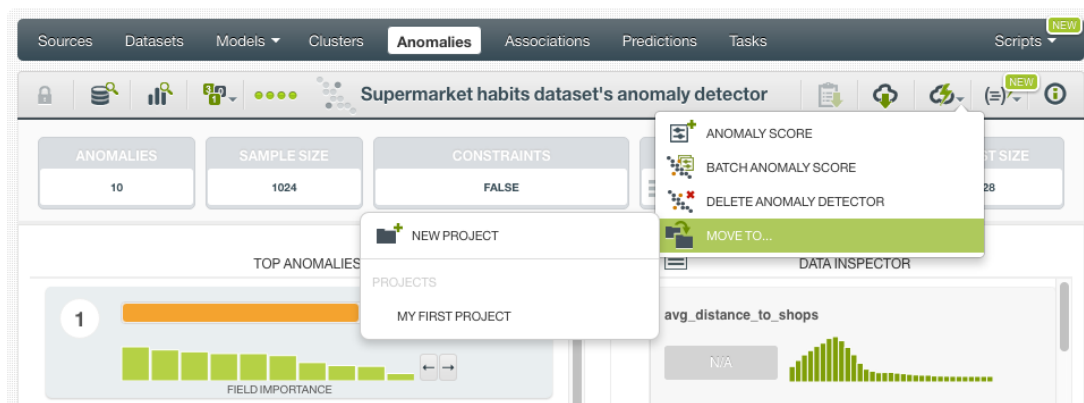 NEW
Sources Datasets Models Clusters Anomalies Associations Predictions Tasks Scripts
Supermarket habits dataset's anomaly detector NEW
ANOMALY SCORE
BATCH ANOMALY SCORE
DELETE ANOMALY DETECTOR
MOVE TO...
ANOMALIES SAMPLE SIZE CONSTRAINTS
10 1024 FALSE 28
NEW PROJECT
PROJECTS
MY FIRST PROJECT
TOP ANOMALIES DATA INSPECTOR
1
FIELD IMPORTANCE
avg_distance_to_shops
N/A